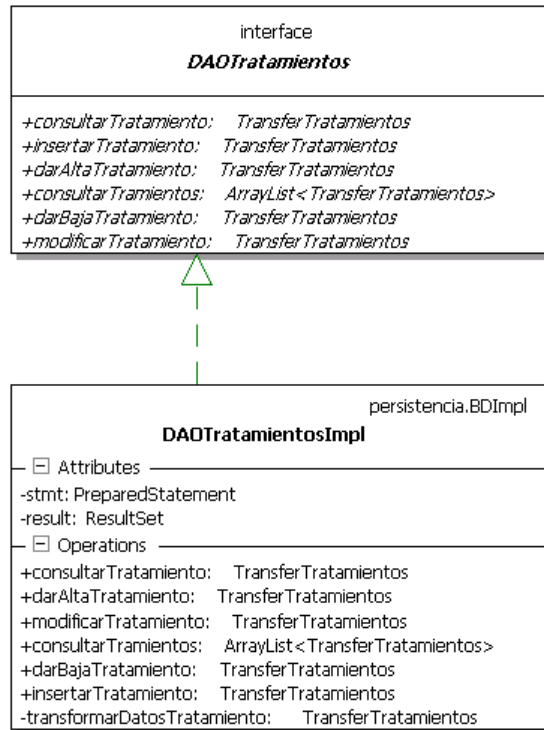 interface
DAOTratamientos
+consultarTratamiento: TransferTratamientos
+insertarTratamiento: TransferTratamientos
+darAltaTratamiento: TransferTratamientos
+consultarTramientos: ArrayList<TransferTratamientos>
+darBajaTratamiento: TransferTratamientos
+modificarTratamiento: TransferTratamientos
persistencia.BDImpl
DAOTratamientosImpl
Attributes
-stmt: PreparedStatement
-result: ResultSet
Operations
+consultarTratamiento: TransferTratamientos
+darAltaTratamiento: TransferTratamientos
+modificarTratamiento: TransferTratamientos
+consultarTramientos: ArrayList<TransferTratamientos>
+darBajaTratamiento: TransferTratamientos
+insertarTratamiento: TransferTratamientos
-transformarDatosTratamiento: TransferTratamientos